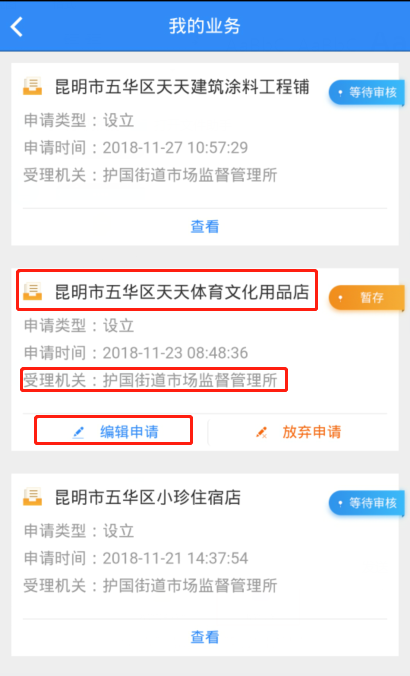 我的业务
昆明市五华区天天建筑涂料工程铺
等待审核
申请类型：设立
申请时间：2018-11-27 10:57:29
受理机关：护国街道市场监督管理所
查看
昆明市五华区天天体育文化用品店
暂存
申请类型：设立
申请时间：2018-11-23 08:48:36
受理机关：护国街道市场监督管理所
编辑申请 放弃申请
昆明市五华区小珍住宿店
等待审核
申请类型：设立
申请时间：2018-11-21 14:37:54
受理机关：护国街道市场监督管理所
查看